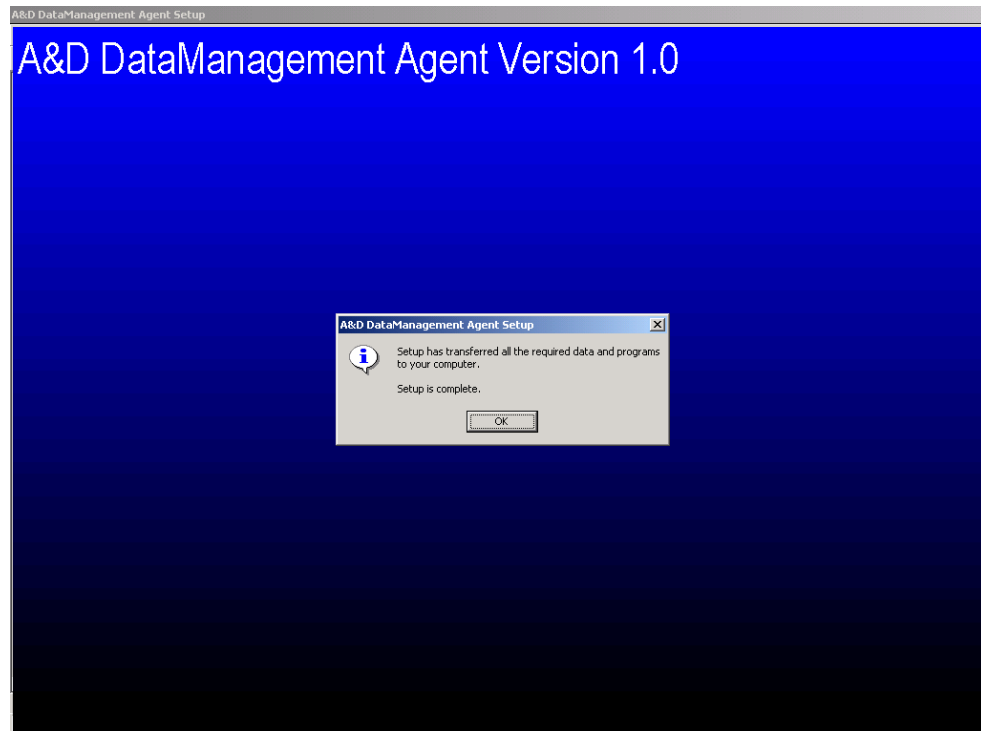 A&D DataManagement Agent Setup
A&D DataManagement Agent Version 1.0
A&D DataManagement Agent Setup
Setup has transferred all the required data and programs
to your computer.
Setup is complete.
OK